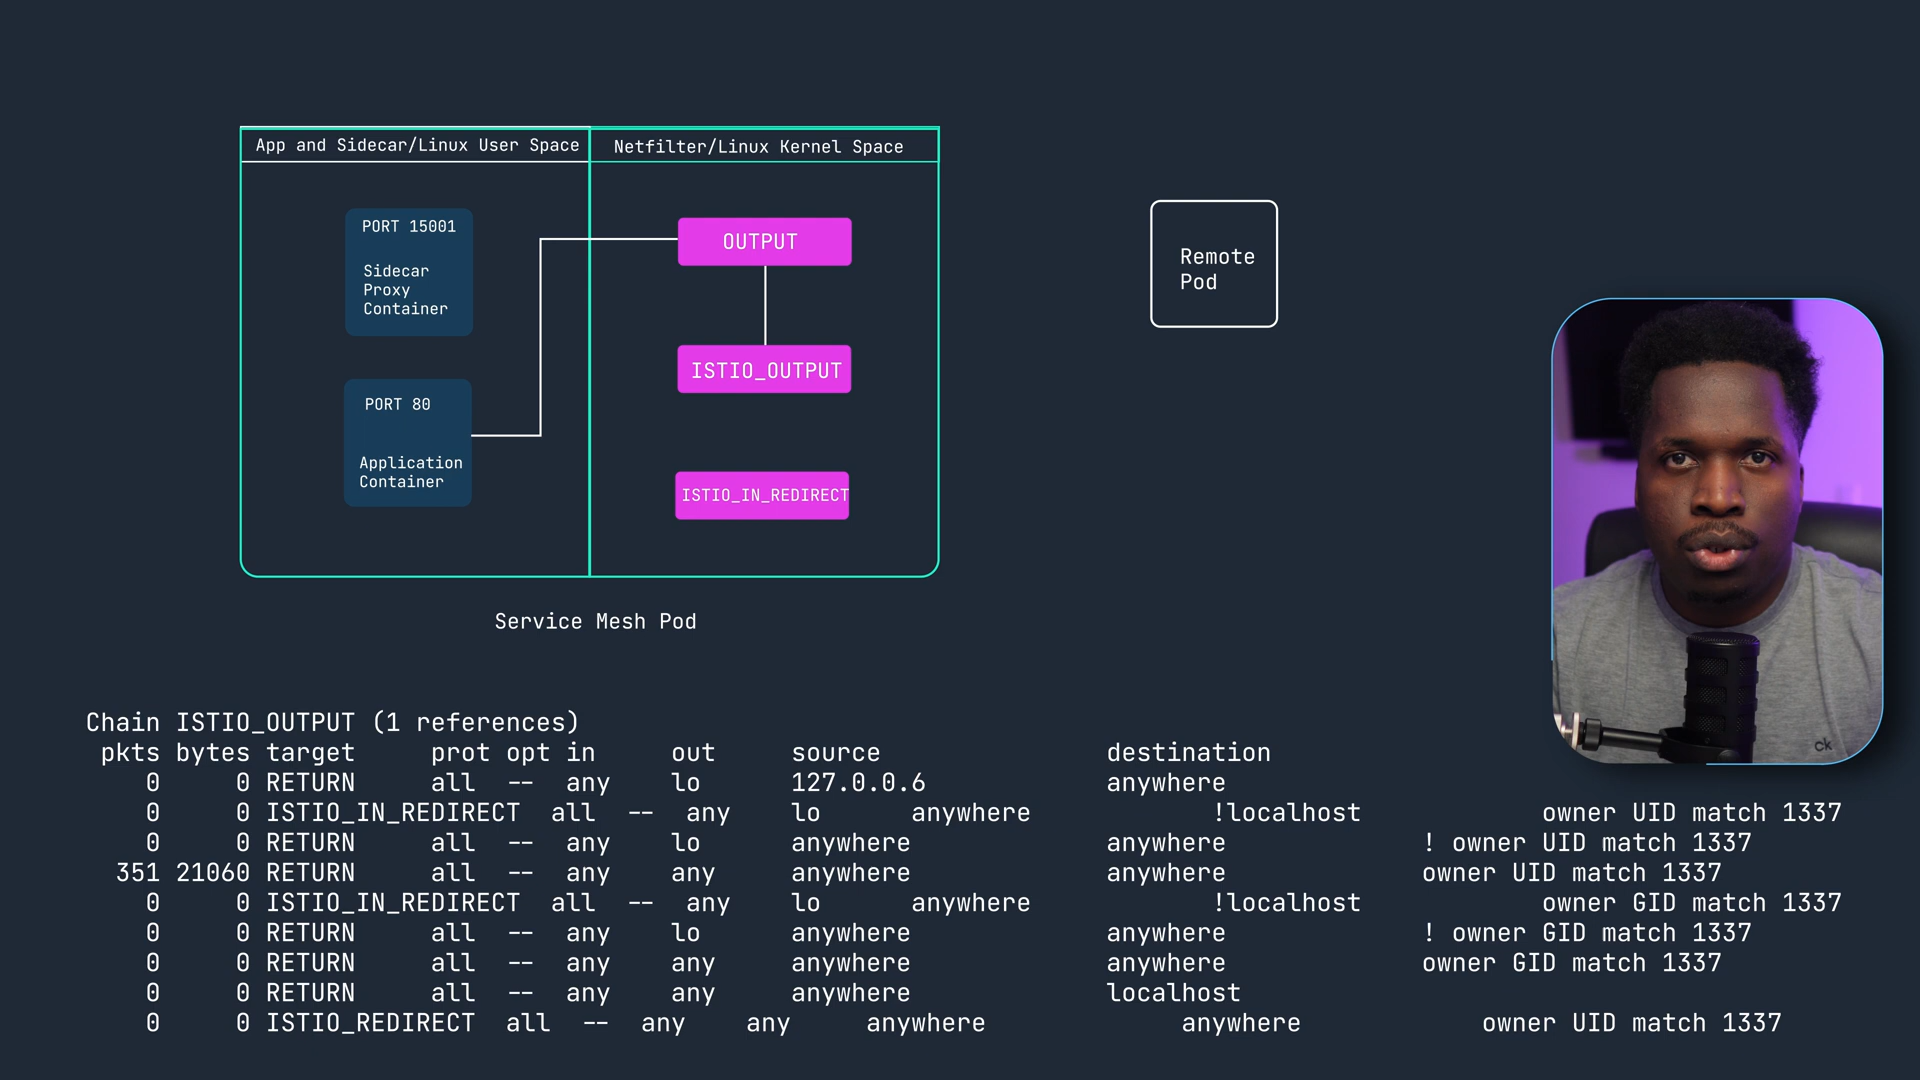 App and Sidecar/Linux User Space
Netfilter/Linux Kernel Space
PORT 15001
Sidecar
Proxy
Container
OUTPUT
Remote
Pod
ISTIO_OUTPUT
PORT 80
Application
Container
ISTIO_IN_REDIRECT
Service Mesh Pod
Chain ISTIO_OUTPUT (1 references)
pkts bytes target prot opt in out source destination
0 0 RETURN all -- any lo 127.0.0.6 anywhere
0 0 ISTIO_IN_REDIRECT all -- any lo anywhere !localhost owner UID match 1337
0 0 RETURN all -- any lo anywhere anywhere ! owner UID match 1337
351 21060 RETURN all -- any any anywhere anywhere owner UID match 1337
0 0 ISTIO_IN_REDIRECT all -- any lo anywhere !localhost owner GID match 1337
0 0 RETURN all -- any lo anywhere anywhere ! owner GID match 1337
0 0 RETURN all -- any any anywhere anywhere owner GID match 1337
0 0 RETURN all -- any any anywhere localhost
0 0 ISTIO_REDIRECT all -- any any anywhere anywhere owner UID match 1337
ck